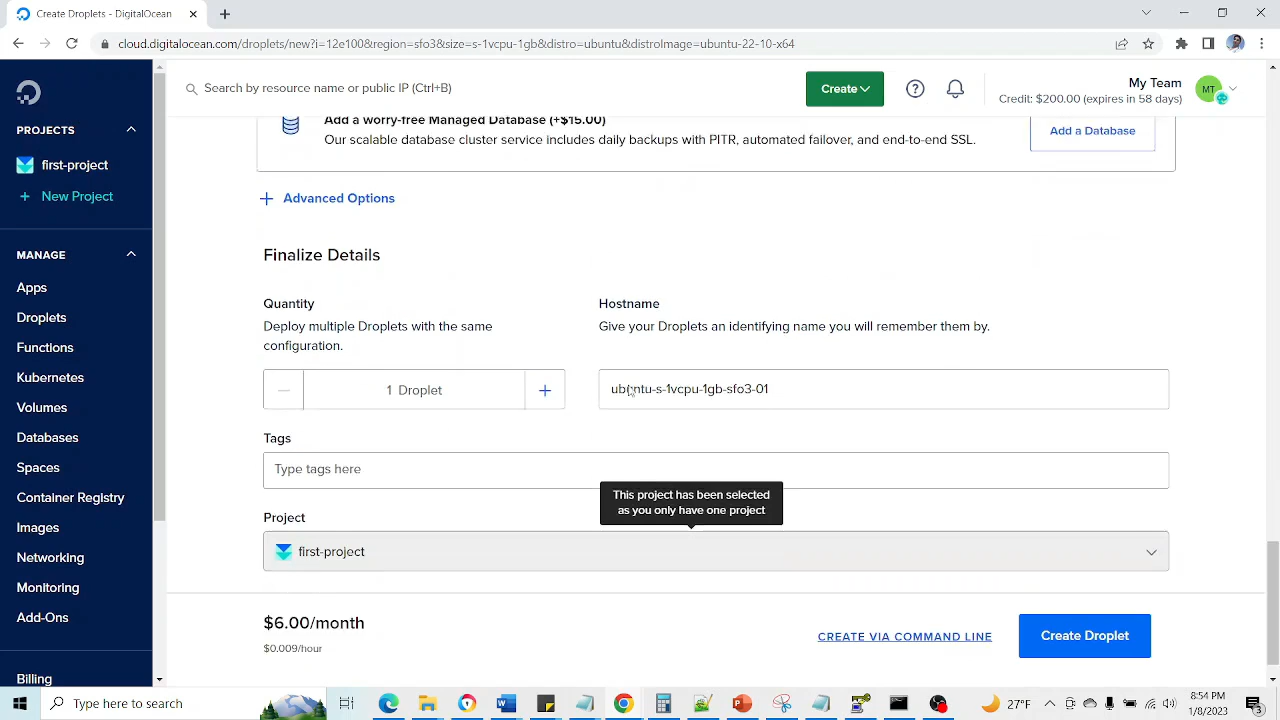 Create Droplets - DigitalOcean
cloud.digitalocean.com/droplets/new?i=12e100&region=sfo3&size=s-1vcpu-1gb&distro=ubuntu&distroImage=ubuntu-22-10-x64
Search by resource name or public IP (Ctrl+B)
Create
?
My Team
Credit: $200.00 (expires in 58 days)
MT
PROJECTS
first-project
+ New Project
MANAGE
Apps
Droplets
Functions
Kubernetes
Volumes
Databases
Spaces
Container Registry
Images
Networking
Monitoring
Add-Ons
Billing
Add a worry-free Managed Database (+$15.00)
Our scalable database cluster service includes daily backups with PITR, automated failover, and end-to-end SSL.
Add a Database
+ Advanced Options
Finalize Details
Quantity
Deploy multiple Droplets with the same
configuration.
1 Droplet
Hostname
Give your Droplets an identifying name you will remember them by.
ubuntu-s-1vcpu-1gb-sfo3-01
Tags
Type tags here
This project has been selected
as you only have one project
Project
first-project
$6.00/month
$0.009/hour
CREATE VIA COMMAND LINE
Create Droplet
Type here to search
27°F
8:54 PM
1/8/2023
3